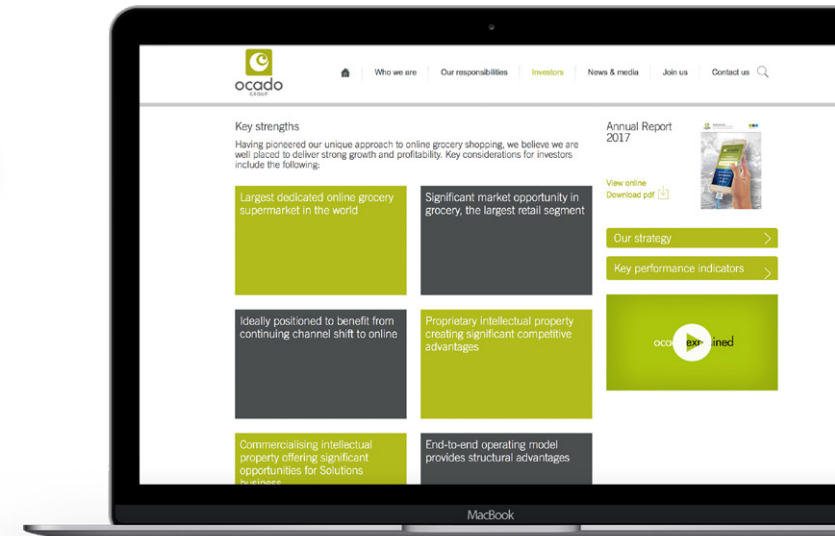 ocado
GROUP
Who we are
Our responsibilities
Investors
News & media
Join us
Contact us
Key strengths
Having pioneered our unique approach to online grocery shopping, we believe we are
well placed to deliver strong growth and profitability. Key considerations for investors
include the following:
Largest dedicated online grocery
supermarket in the world
Significant market opportunity in
grocery, the largest retail segment
Ideally positioned to benefit from
continuing channel shift to online
Proprietary intellectual property
creating significant competitive
advantages
Commercialising intellectual
property offering significant
opportunities for Solutions
business
End-to-end operating model
provides structural advantages
Annual Report
2017
View online
Download pdf
Our strategy
Key performance indicators
MacBook